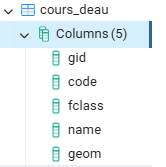 cours_deau
Columns (5)
gid
code
fclass
name
geom